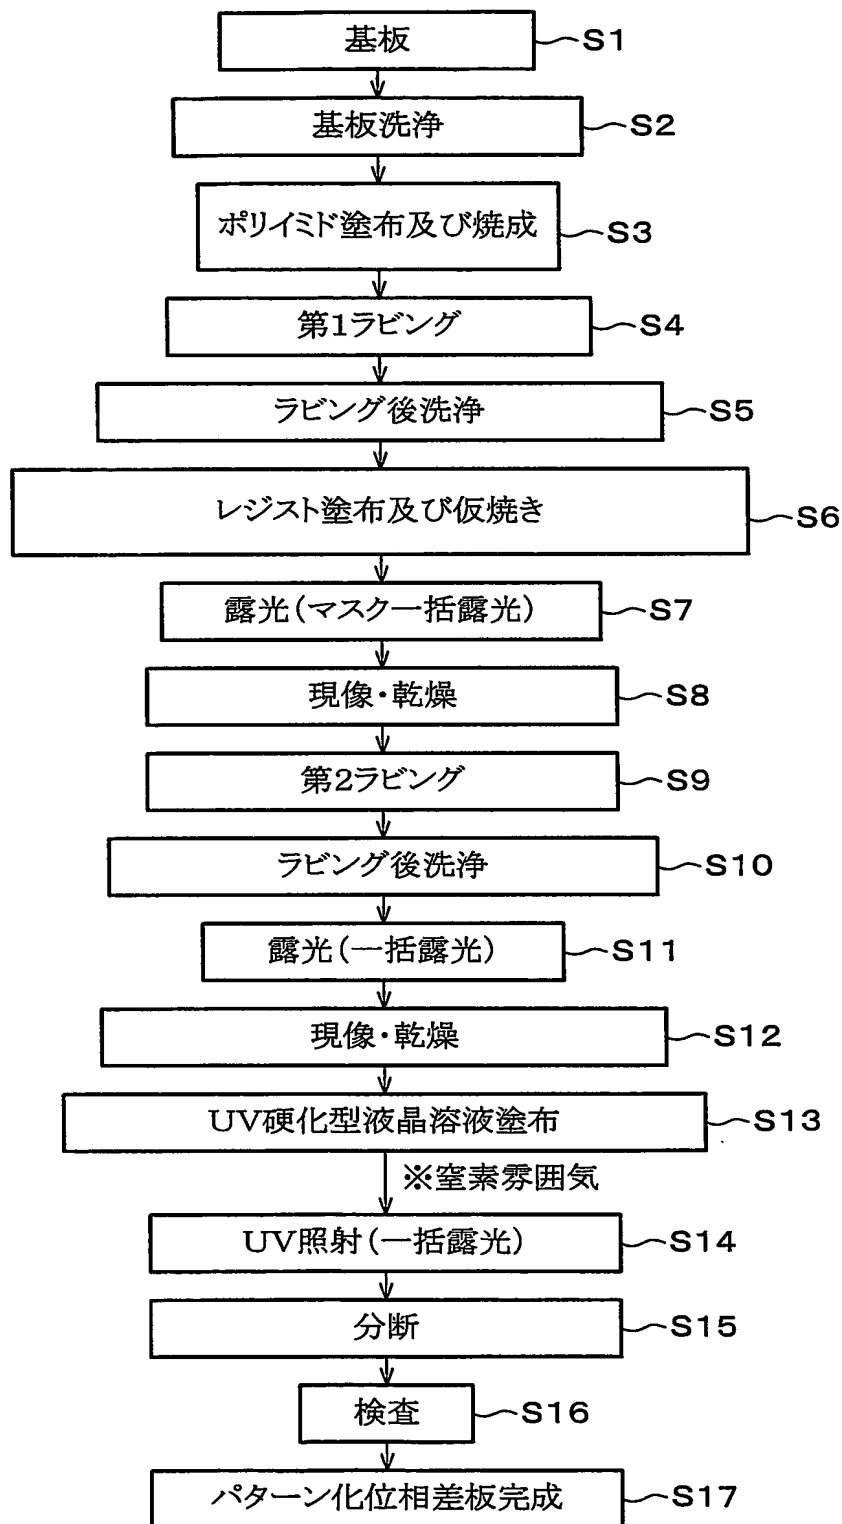 基板 S1
基板洗浄 S2
ポリイミド塗布及び焼成 S3
第1ラビング S4
ラビング後洗浄 S5
レジスト塗布及び仮焼き S6
露光(マスク一括露光) S7
現像・乾燥 S8
第2ラビング S9
ラビング後洗浄 S10
露光(一括露光) S11
現像・乾燥 S12
UV硬化型液晶溶液塗布 S13
※窒素雰囲気
UV照射(一括露光) S14
分断 S15
検査 S16
パターン化位相差板完成 S17